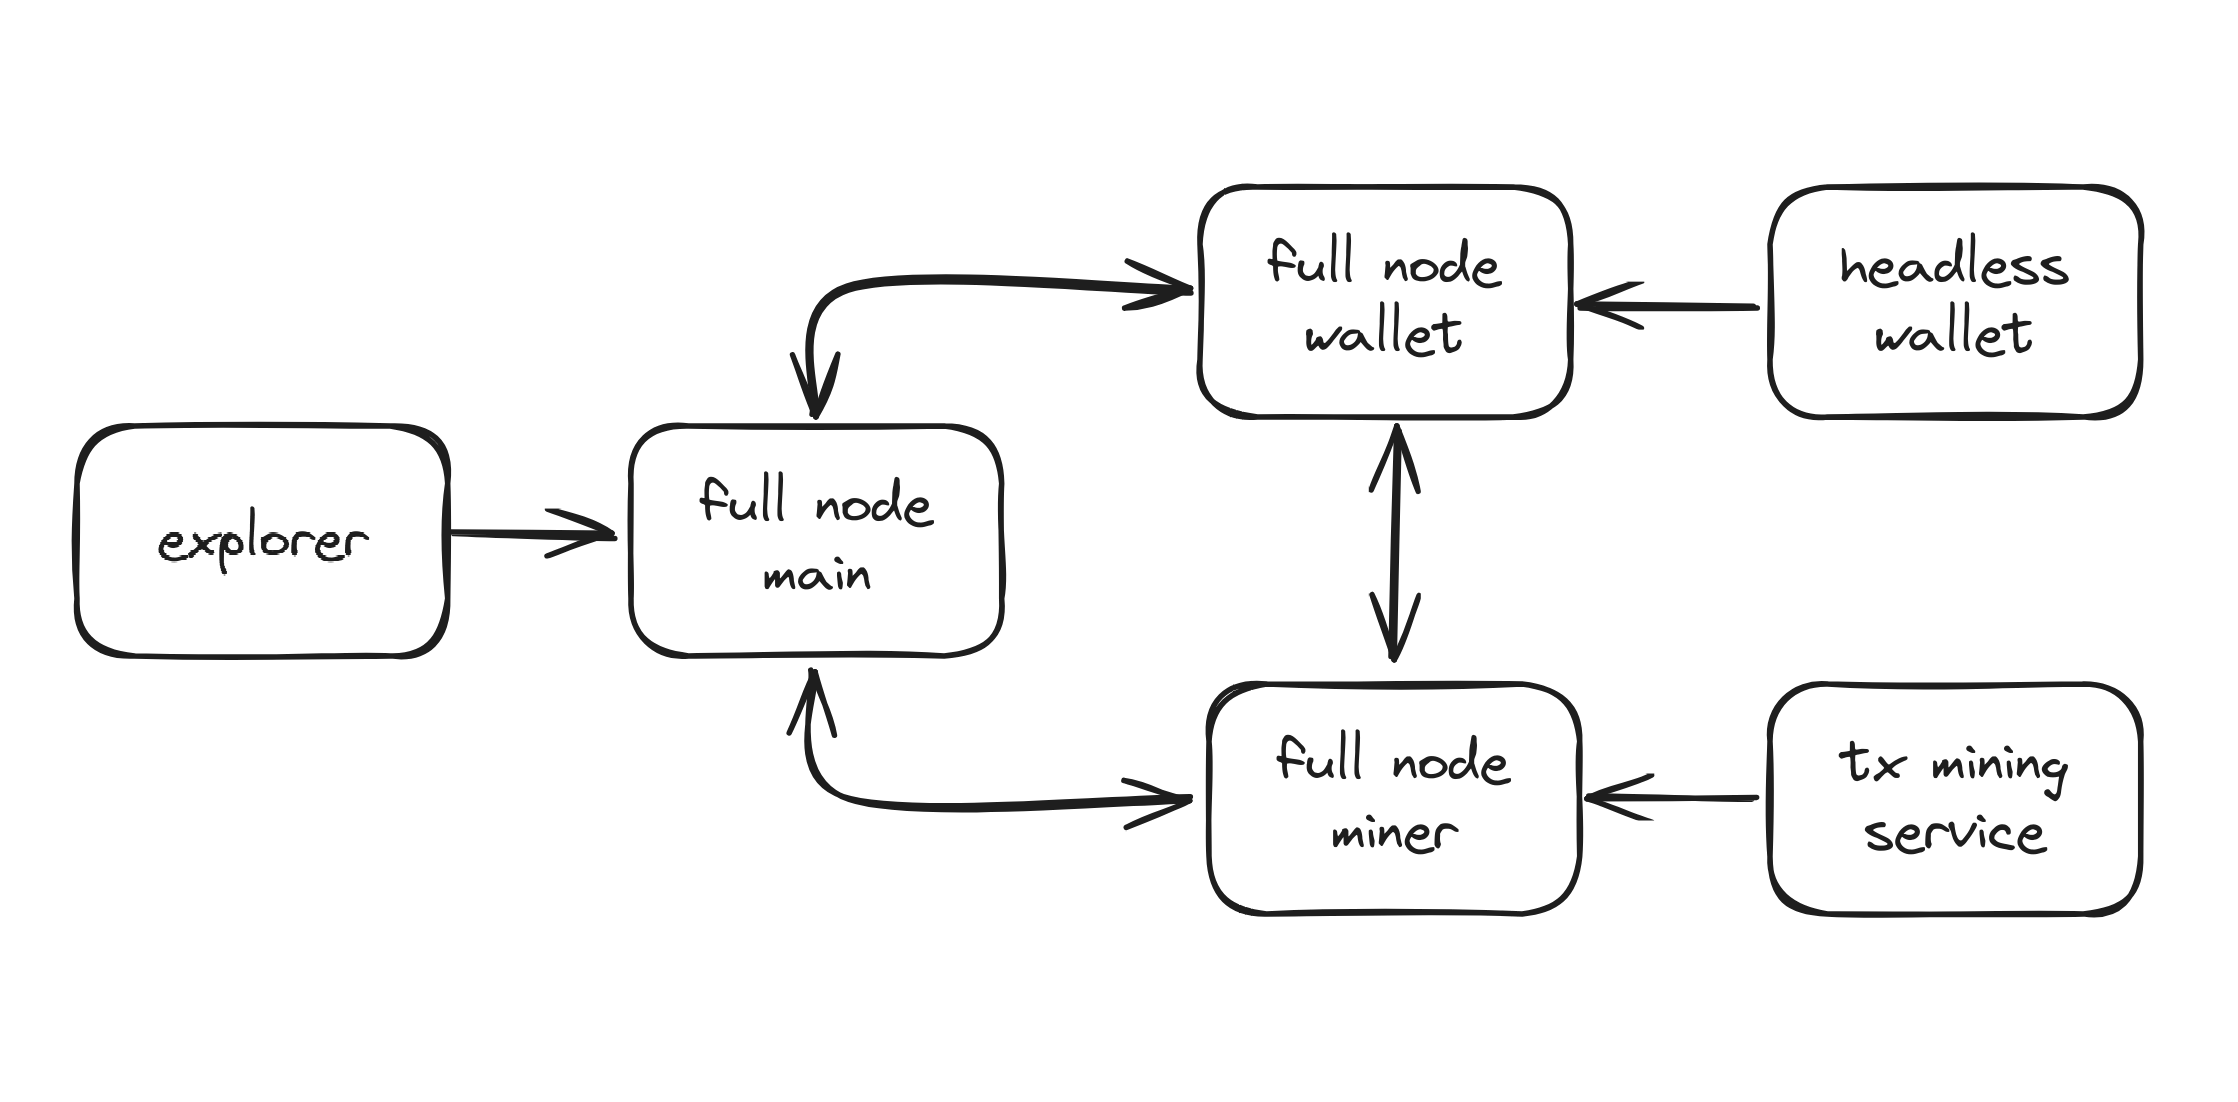 explorer
full node
main
full node
wallet
headless
wallet
full node
miner
tx mining
service